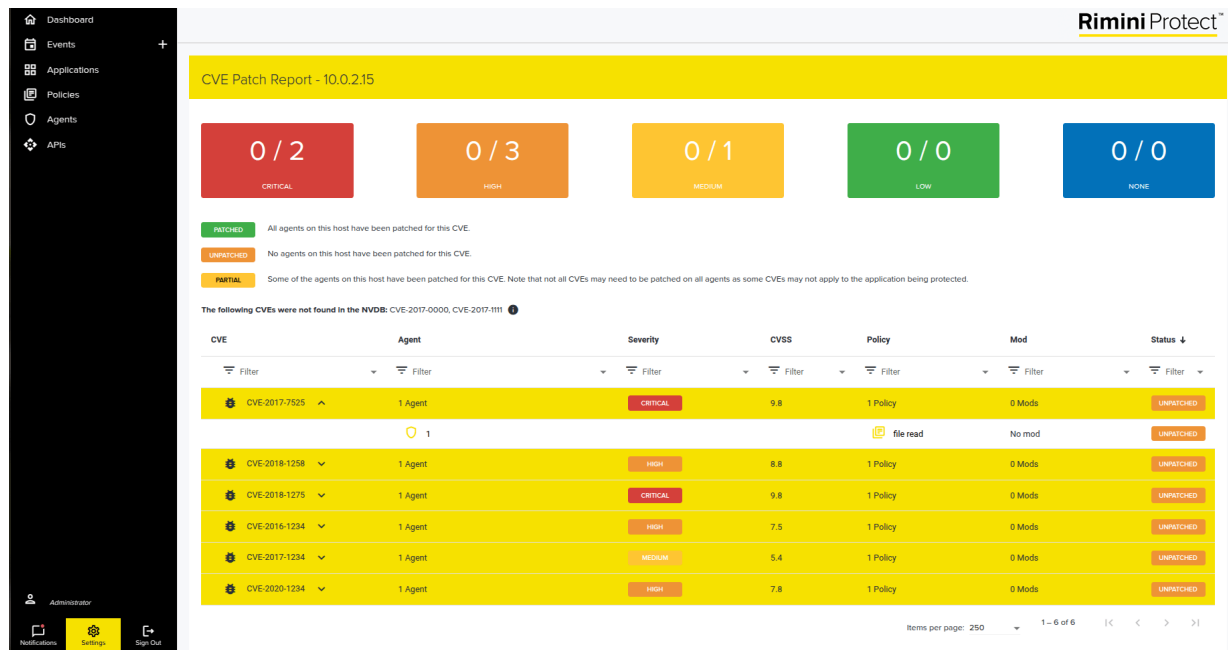 Dashboard
Events
Applications
Policies
Agents
APIs
Rimini Protect™
CVE Patch Report - 10.0.2.15
0 / 2
CRITICAL
0 / 3
HIGH
0 / 1
MEDIUM
0 / 0
LOW
0 / 0
NONE
PATCHED All agents on this host have been patched for this CVE.
UNPATCHED No agents on this host have been patched for this CVE.
PARTIAL Some of the agents on this host have been patched for this CVE. Note that not all CVEs may need to be patched on all agents as some CVEs may not apply to the application being protected.
The following CVEs were not found in the NVDB: CVE-2017-0000, CVE-2017-1111
CVE Agent Severity CVSS Policy Mod Status
Filter Filter Filter Filter Filter Filter Filter
CVE-2017-7525 1 Agent CRITICAL 9.8 1 Policy 0 Mods UNPATCHED
1 file read No mod UNPATCHED
CVE-2018-1258 1 Agent HIGH 8.8 1 Policy 0 Mods UNPATCHED
CVE-2018-1275 1 Agent CRITICAL 9.8 1 Policy 0 Mods UNPATCHED
CVE-2016-1234 1 Agent HIGH 7.5 1 Policy 0 Mods UNPATCHED
CVE-2017-1234 1 Agent MEDIUM 5.4 1 Policy 0 Mods UNPATCHED
CVE-2020-1234 1 Agent HIGH 7.8 1 Policy 0 Mods UNPATCHED
Items per page: 250 1 – 6 of 6
Administrator
Notifications Settings Sign Out